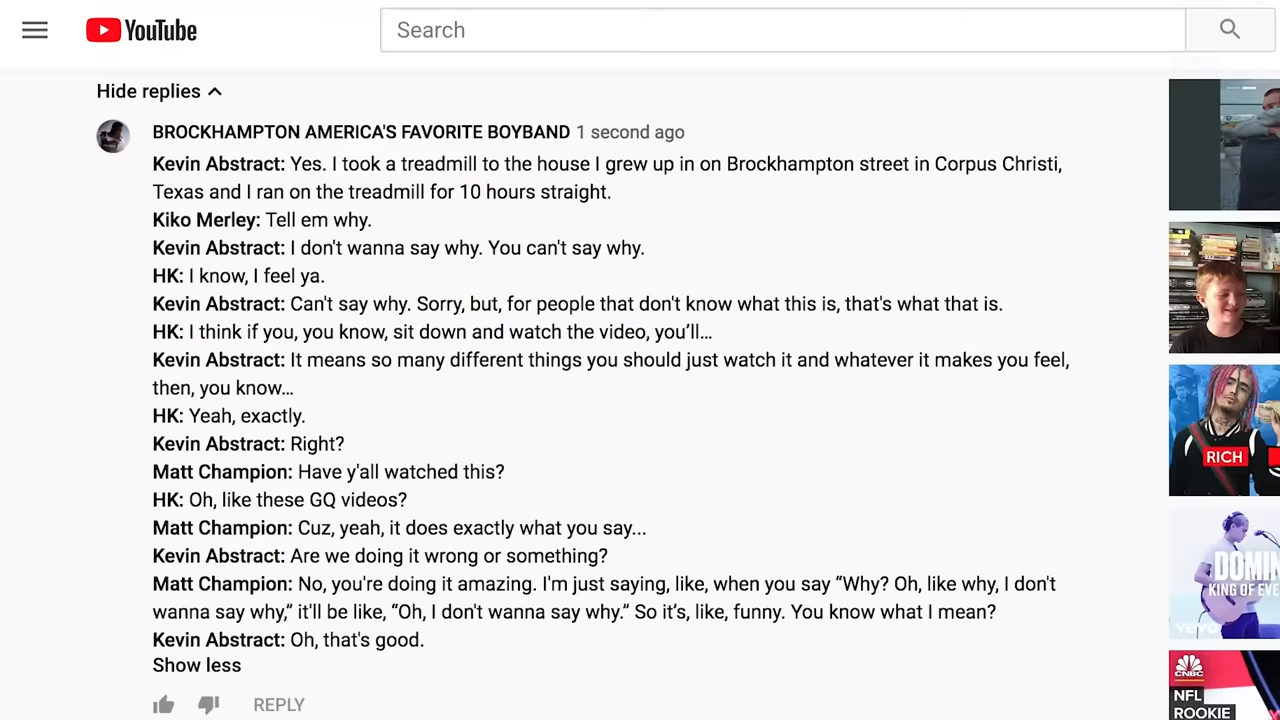 YouTube
Search
Hide replies
BROCKHAMPTON AMERICA'S FAVORITE BOYBAND 1 second ago
Kevin Abstract: Yes. I took a treadmill to the house I grew up in on Brockhampton street in Corpus Christi,
Texas and I ran on the treadmill for 10 hours straight.
Kiko Merley: Tell em why.
Kevin Abstract: I don't wanna say why. You can't say why.
HK: I know, I feel ya.
Kevin Abstract: Can't say why. Sorry, but, for people that don't know what this is, that's what that is.
HK: I think if you, you know, sit down and watch the video, you’ll…
Kevin Abstract: It means so many different things you should just watch it and whatever it makes you feel,
then, you know…
HK: Yeah, exactly.
Kevin Abstract: Right?
Matt Champion: Have y'all watched this?
HK: Oh, like these GQ videos?
Matt Champion: Cuz, yeah, it does exactly what you say...
Kevin Abstract: Are we doing it wrong or something?
Matt Champion: No, you're doing it amazing. I'm just saying, like, when you say “Why? Oh, like why, I don't
wanna say why,” it'll be like, “Oh, I don't wanna say why.” So it’s, like, funny. You know what I mean?
Kevin Abstract: Oh, that's good.
Show less
REPLY
RICH
DOMIN
KING OF EVE
vevo
CNBC
NFL
ROOKIE